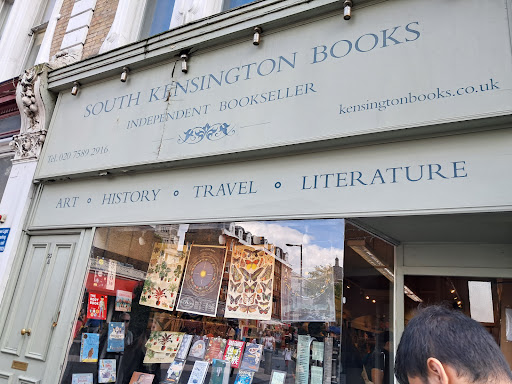 SOUTH KENSINGTON BOOKS
INDEPENDENT BOOKSELLER
Tel. 020 7589 2916
kensingtonbooks.co.uk
ART ∘ HISTORY ∘ TRAVEL ∘ LITERATURE